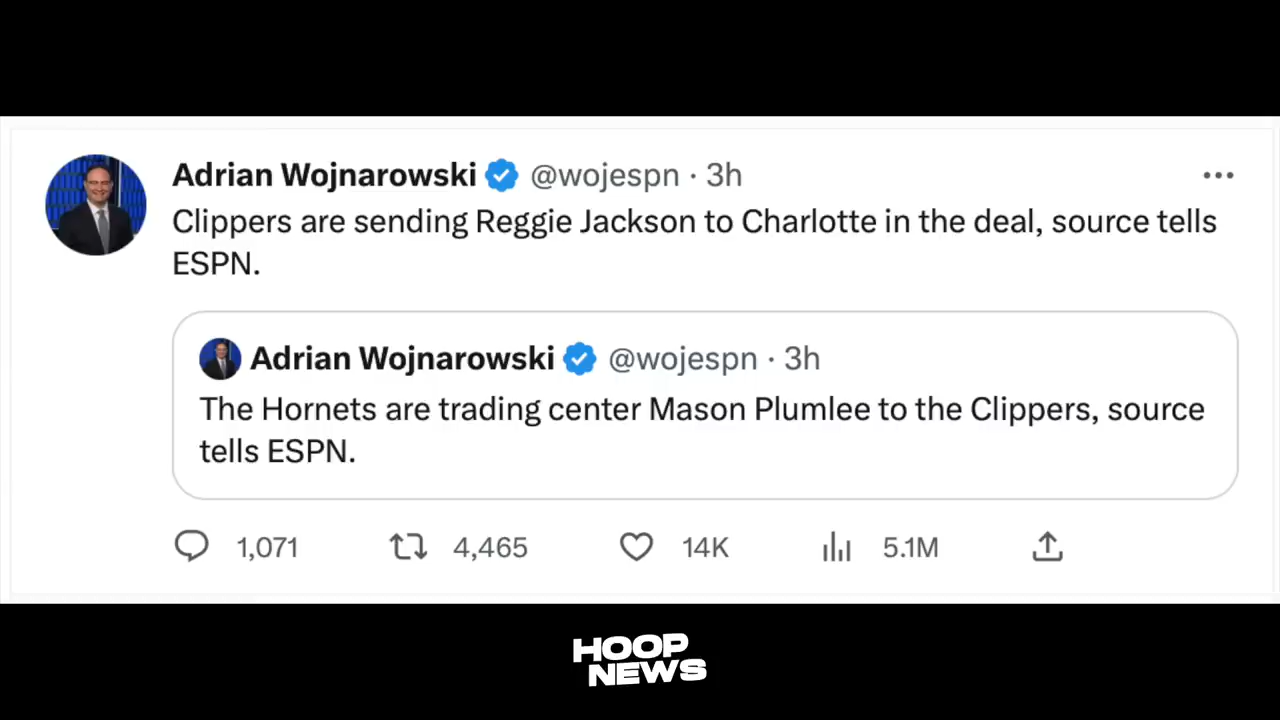 Adrian Wojnarowski @wojespn · 3h
Clippers are sending Reggie Jackson to Charlotte in the deal, source tells
ESPN.
Adrian Wojnarowski @wojespn · 3h
The Hornets are trading center Mason Plumlee to the Clippers, source
tells ESPN.
1,071 4,465 14K 5.1M
HOOP
NEWS